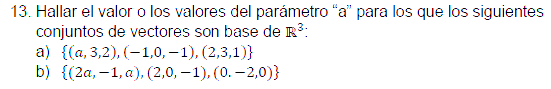 13. Hallar el valor o los valores del parámetro “a” para los que los siguientes
conjuntos de vectores son base de ℝ³:
a) {(a, 3,2), (−1,0, −1), (2,3,1)}
b) {(2a, −1, a), (2,0, −1), (0. −2,0)}